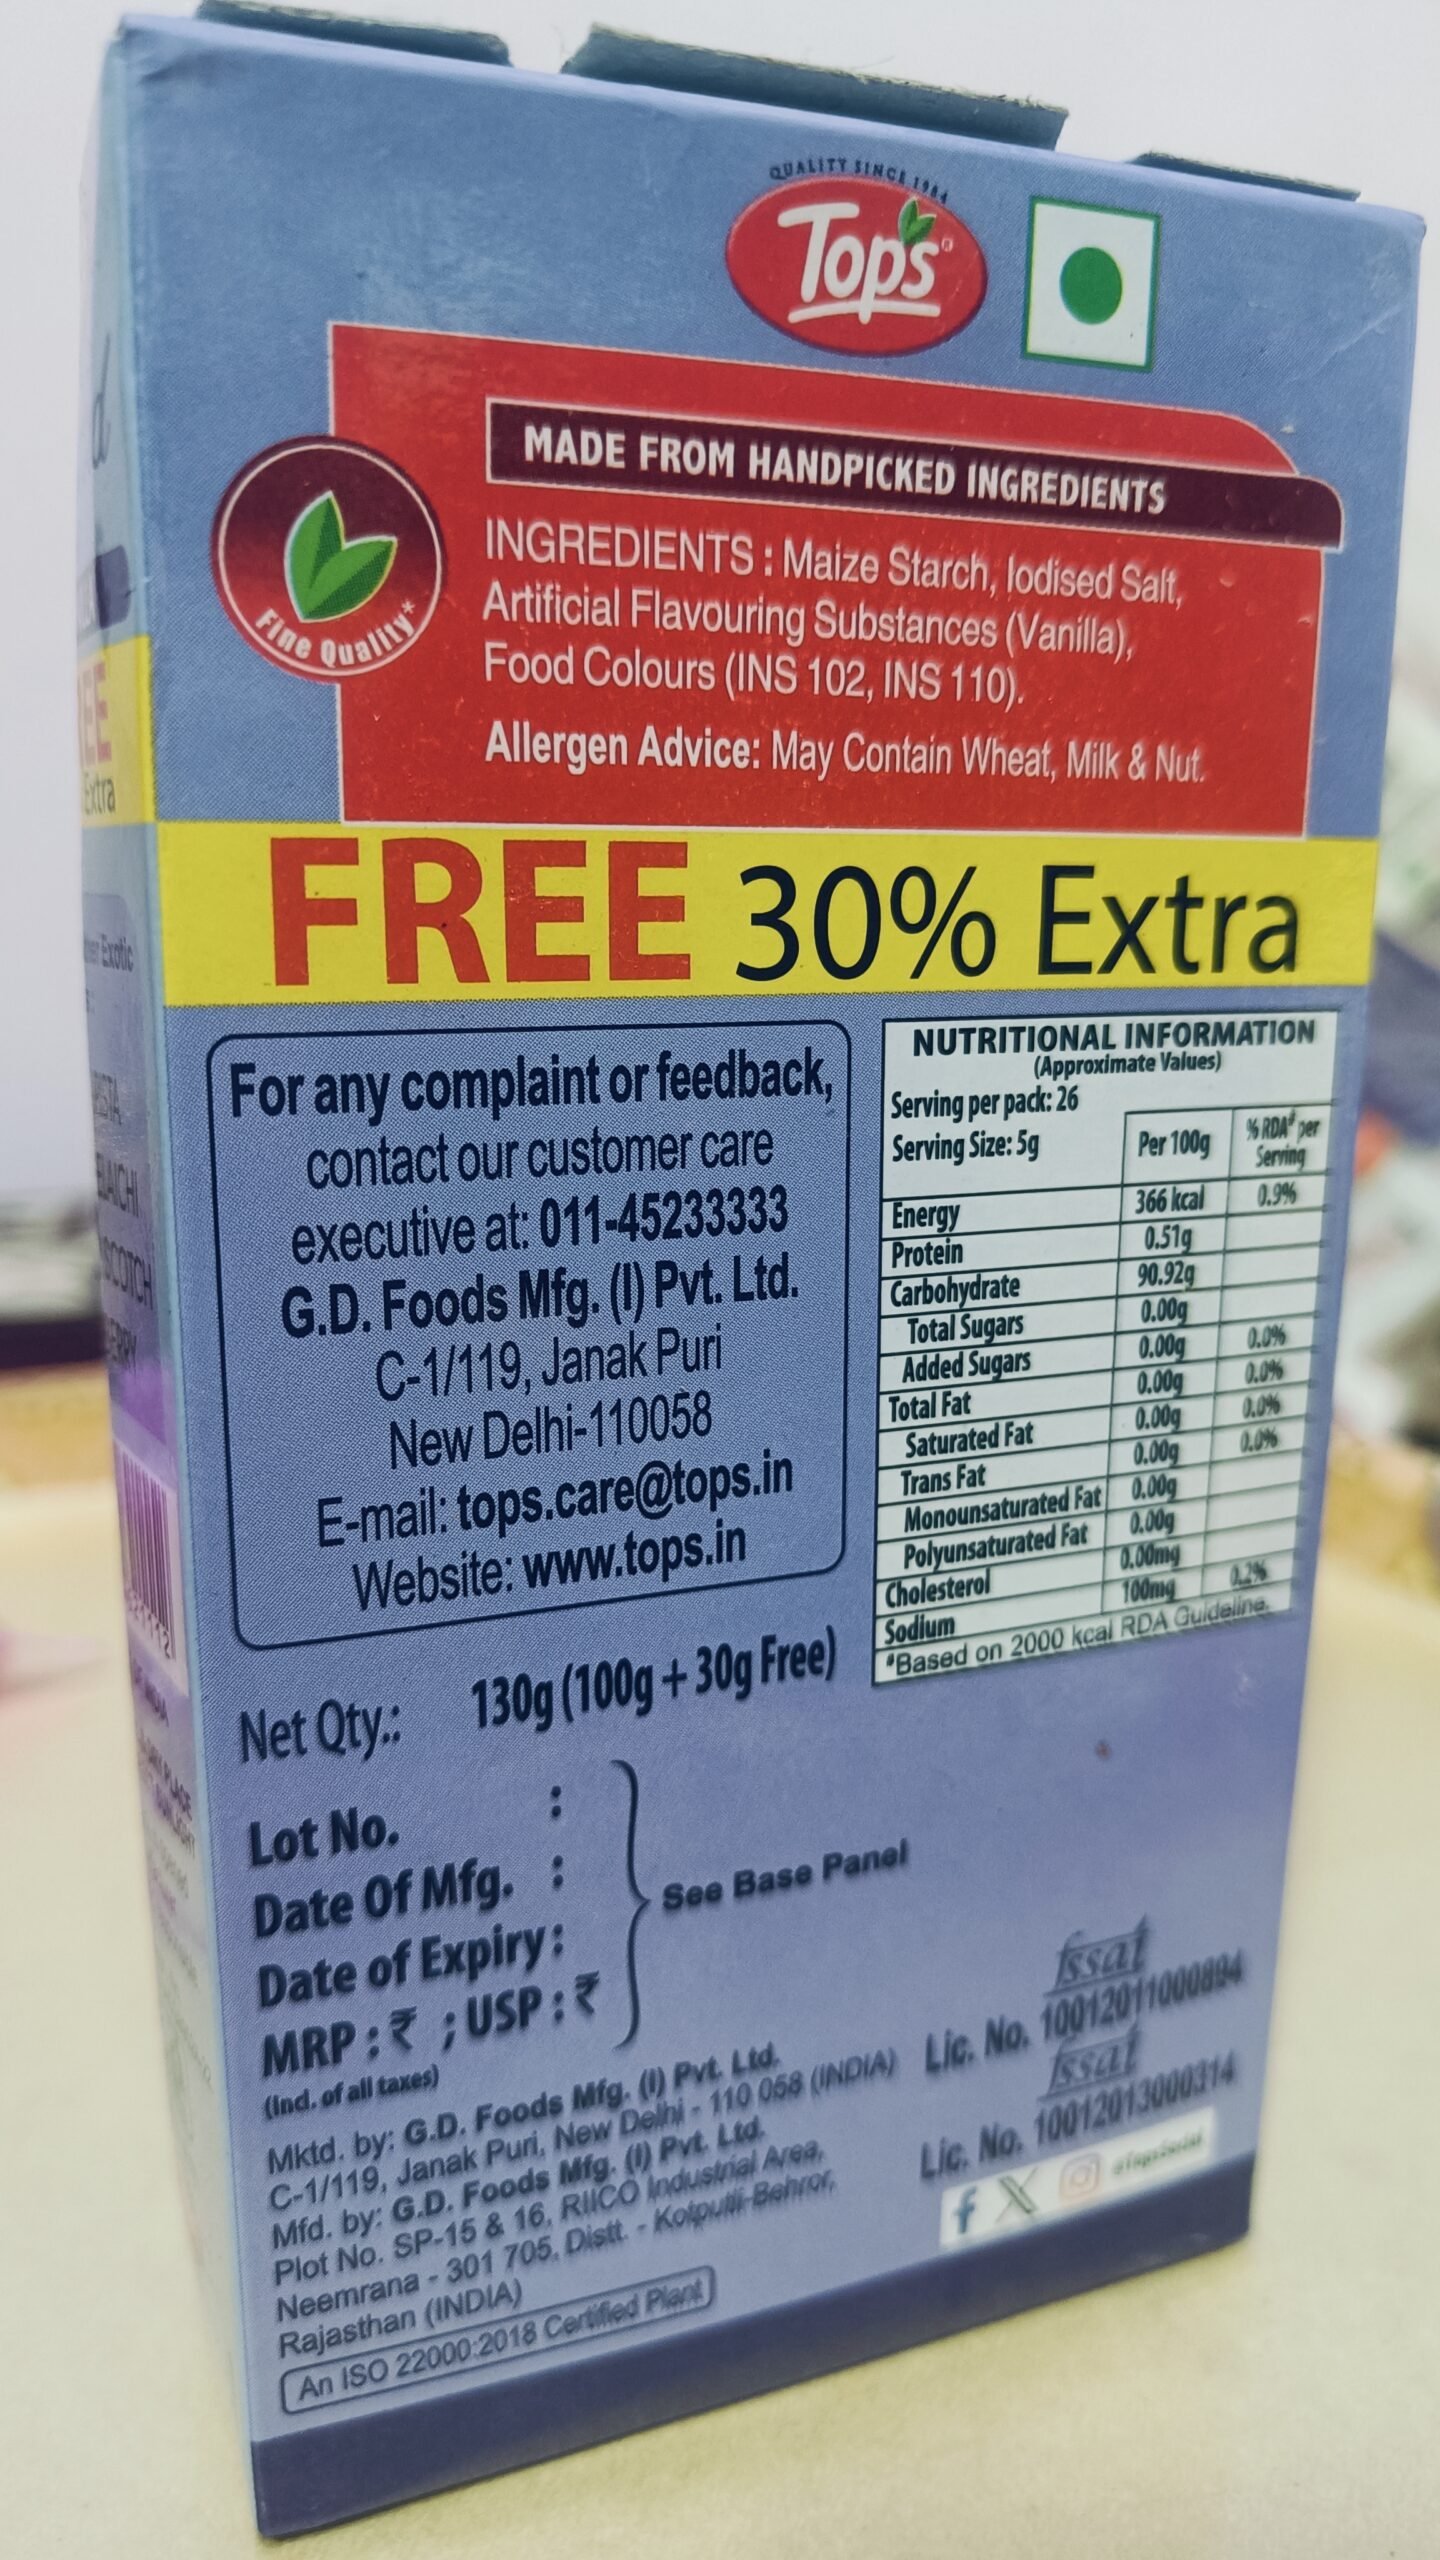 QUALITY SINCE 1984
Tops
MADE FROM HANDPICKED INGREDIENTS
INGREDIENTS : Maize Starch, Iodised Salt,
Artificial Flavouring Substances (Vanilla),
Food Colours (INS 102, INS 110).
Allergen Advice: May Contain Wheat, Milk & Nut.
Fine Quality*
FREE 30% Extra
For any complaint or feedback,
contact our customer care
executive at: 011-45233333
G.D. Foods Mfg. (I) Pvt. Ltd.
C-1/119, Janak Puri
New Delhi-110058
E-mail: tops.care@tops.in
Website: www.tops.in
NUTRITIONAL INFORMATION
(Approximate Values)
Serving per pack: 26
Serving Size: 5g Per 100g % RDA# per Serving
Energy 366 kcal 0.9%
Protein 0.51g
Carbohydrate 90.92g
Total Sugars 0.00g
Added Sugars 0.00g 0.0%
Total Fat 0.00g 0.0%
Saturated Fat 0.00g 0.0%
Trans Fat 0.00g 0.0%
Monounsaturated Fat 0.00g
Polyunsaturated Fat 0.00g
Cholesterol 0.00mg
Sodium 100mg 0.2%
#Based on 2000 kcal RDA Guideline.
Net Qty.: 130g (100g + 30g Free)
Lot No. :
Date Of Mfg. :
Date of Expiry :
MRP : ₹ ; USP : ₹
(Incl. of all taxes)
See Base Panel
Mktd. by: G.D. Foods Mfg. (I) Pvt. Ltd.
C-1/119, Janak Puri, New Delhi - 110 058 (INDIA)
Mfd. by: G.D. Foods Mfg. (I) Pvt. Ltd.
Plot No. SP-15 & 16, RIICO Industrial Area,
Neemrana - 301 705, Distt. - Kotputli-Behror,
Rajasthan (INDIA)
An ISO 22000:2018 Certified Plant
fssai
Lic. No. 10012011000894
fssai
Lic. No. 10012013000314
EE
Extra
Exotic